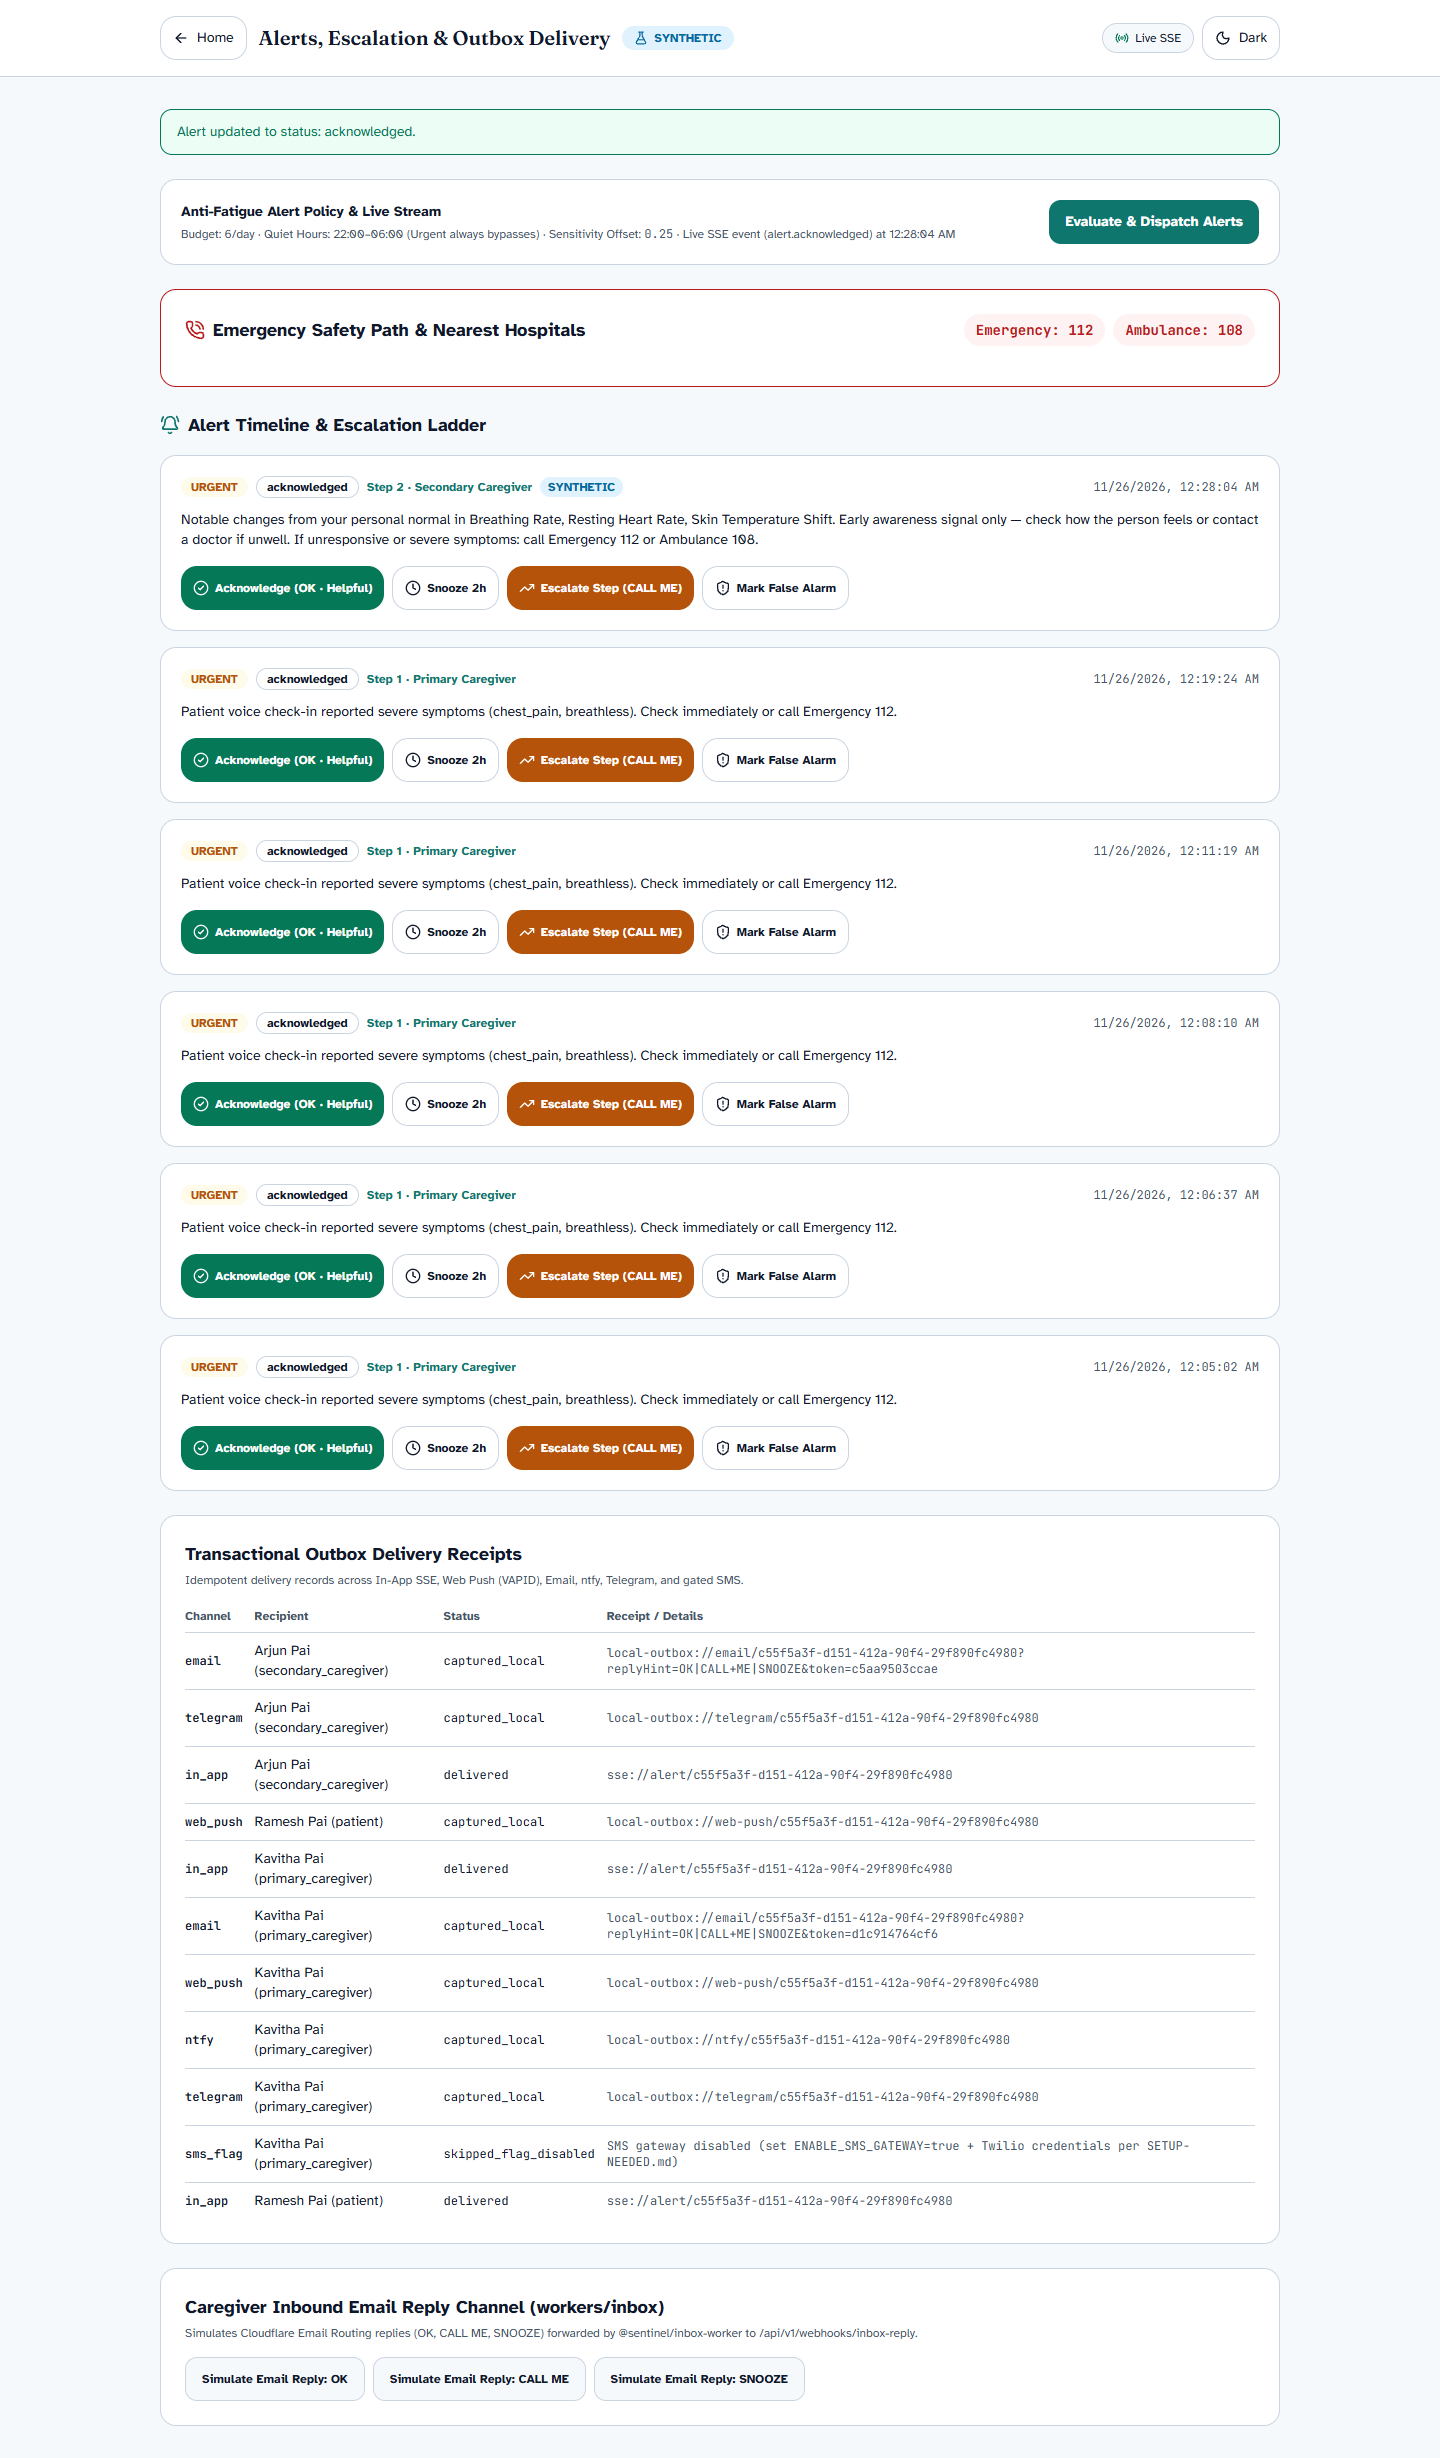 Home
Alerts, Escalation & Outbox Delivery
SYNTHETIC
Live SSE
Dark
Alert updated to status: acknowledged.
Anti-Fatigue Alert Policy & Live Stream
Budget: 6/day · Quiet Hours: 22:00–06:00 (Urgent always bypasses) · Sensitivity Offset: 0.25 · Live SSE event (alert.acknowledged) at 12:28:04 AM
Evaluate & Dispatch Alerts
Emergency Safety Path & Nearest Hospitals
Emergency: 112
Ambulance: 108
Alert Timeline & Escalation Ladder
URGENT acknowledged Step 2 · Secondary Caregiver SYNTHETIC 11/26/2026, 12:28:04 AM
Notable changes from your personal normal in Breathing Rate, Resting Heart Rate, Skin Temperature Shift. Early awareness signal only — check how the person feels or contact
a doctor if unwell. If unresponsive or severe symptoms: call Emergency 112 or Ambulance 108.
Acknowledge (OK · Helpful) Snooze 2h Escalate Step (CALL ME) Mark False Alarm
URGENT acknowledged Step 1 · Primary Caregiver 11/26/2026, 12:19:24 AM
Patient voice check-in reported severe symptoms (chest_pain, breathless). Check immediately or call Emergency 112.
Acknowledge (OK · Helpful) Snooze 2h Escalate Step (CALL ME) Mark False Alarm
URGENT acknowledged Step 1 · Primary Caregiver 11/26/2026, 12:11:19 AM
Patient voice check-in reported severe symptoms (chest_pain, breathless). Check immediately or call Emergency 112.
Acknowledge (OK · Helpful) Snooze 2h Escalate Step (CALL ME) Mark False Alarm
URGENT acknowledged Step 1 · Primary Caregiver 11/26/2026, 12:08:10 AM
Patient voice check-in reported severe symptoms (chest_pain, breathless). Check immediately or call Emergency 112.
Acknowledge (OK · Helpful) Snooze 2h Escalate Step (CALL ME) Mark False Alarm
URGENT acknowledged Step 1 · Primary Caregiver 11/26/2026, 12:06:37 AM
Patient voice check-in reported severe symptoms (chest_pain, breathless). Check immediately or call Emergency 112.
Acknowledge (OK · Helpful) Snooze 2h Escalate Step (CALL ME) Mark False Alarm
URGENT acknowledged Step 1 · Primary Caregiver 11/26/2026, 12:05:02 AM
Patient voice check-in reported severe symptoms (chest_pain, breathless). Check immediately or call Emergency 112.
Acknowledge (OK · Helpful) Snooze 2h Escalate Step (CALL ME) Mark False Alarm
Transactional Outbox Delivery Receipts
Idempotent delivery records across In-App SSE, Web Push (VAPID), Email, ntfy, Telegram, and gated SMS.
Channel Recipient Status Receipt / Details
email Arjun Pai (secondary_caregiver) captured_local local-outbox://email/c55f5a3f-d151-412a-90f4-29f890fc4980?
replyHint=OK|CALL+ME|SNOOZE&token=c5aa9503ccae
telegram Arjun Pai (secondary_caregiver) captured_local local-outbox://telegram/c55f5a3f-d151-412a-90f4-29f890fc4980
in_app Arjun Pai (secondary_caregiver) delivered sse://alert/c55f5a3f-d151-412a-90f4-29f890fc4980
web_push Ramesh Pai (patient) captured_local local-outbox://web-push/c55f5a3f-d151-412a-90f4-29f890fc4980
in_app Kavitha Pai (primary_caregiver) delivered sse://alert/c55f5a3f-d151-412a-90f4-29f890fc4980
email Kavitha Pai (primary_caregiver) captured_local local-outbox://email/c55f5a3f-d151-412a-90f4-29f890fc4980?
replyHint=OK|CALL+ME|SNOOZE&token=d1c914764cf6
web_push Kavitha Pai (primary_caregiver) captured_local local-outbox://web-push/c55f5a3f-d151-412a-90f4-29f890fc4980
ntfy Kavitha Pai (primary_caregiver) captured_local local-outbox://ntfy/c55f5a3f-d151-412a-90f4-29f890fc4980
telegram Kavitha Pai (primary_caregiver) captured_local local-outbox://telegram/c55f5a3f-d151-412a-90f4-29f890fc4980
sms_flag Kavitha Pai (primary_caregiver) skipped_flag_disabled SMS gateway disabled (set ENABLE_SMS_GATEWAY=true + Twilio credentials per SETUP-
NEEDED.md)
in_app Ramesh Pai (patient) delivered sse://alert/c55f5a3f-d151-412a-90f4-29f890fc4980
Caregiver Inbound Email Reply Channel (workers/inbox)
Simulates Cloudflare Email Routing replies (OK, CALL ME, SNOOZE) forwarded by @sentinel/inbox-worker to /api/v1/webhooks/inbox-reply.
Simulate Email Reply: OK
Simulate Email Reply: CALL ME
Simulate Email Reply: SNOOZE